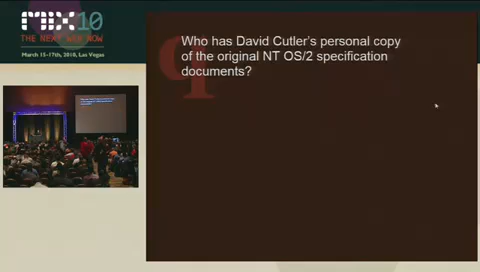 MIX10
THE NEXT WEB NOW
March 15-17th, 2010, Las Vegas
Who has David Cutler's personal copy
of the original NT OS/2 specification
documents?